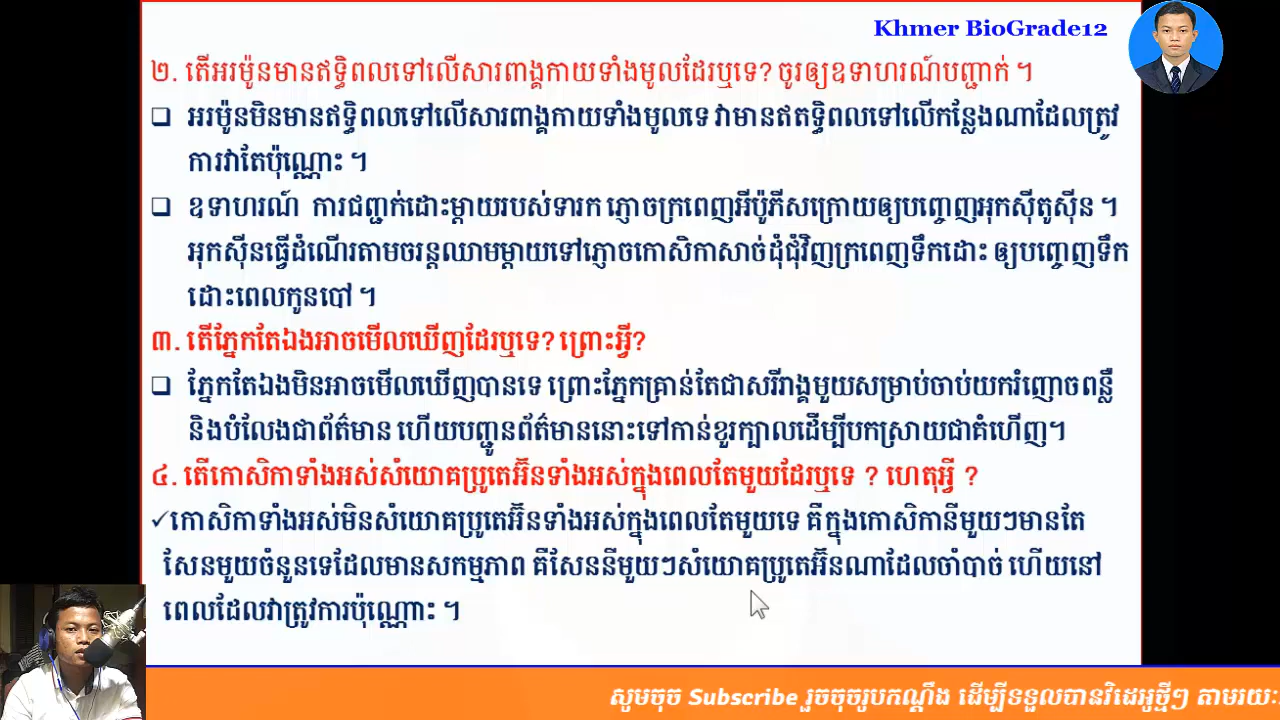 Khmer BioGrade12
២. តើអរម៉ូនមានឥទ្ធិពលទៅលើសារពាង្គកាយទាំងមូលដែរឬទេ? ចូរឲ្យឧទាហរណ៍បញ្ជាក់ ។
❑ អរម៉ូនមិនមានឥទ្ធិពលទៅលើសារពាង្គកាយទាំងមូលទេ វាមានឥតទ្ធិពលទៅលើកន្លែងណាដែលត្រូវ
ការវាតែប៉ុណ្ណោះ ។
❑ ឧទាហរណ៍ ការជញ្ជក់ដោះម្តាយរបស់ទារក ភ្ញោចក្រពេញអីប៉ូភីសក្រោយឲ្យបញ្ចេញអុកស៊ីតូស៊ីន ។
អុកស៊ីនធ្វើដំណើរតាមចរន្តឈាមម្តាយទៅភ្ញោចកោសិកាសាច់ដុំជុំវិញក្រពេញទឹកដោះ ឲ្យបញ្ចេញទឹក
ដោះពេលកូនបៅ ។
៣. តើភ្នែកតែឯងអាចមើលឃើញដែរឬទេ? ព្រោះអ្វី?
❑ ភ្នែកតែឯងមិនអាចមើលឃើញបានទេ ព្រោះភ្នែកគ្រាន់តែជាសរីរាង្គមួយសម្រាប់ចាប់យករំញោចពន្លឺ
និងបំលែងជាព័ត៌មាន ហើយបញ្ជូនព័ត៌មាននោះទៅកាន់ខួរក្បាលដើម្បីបកស្រាយជាគំហើញ។
៤. តើកោសិកាទាំងអស់សំយោគប្រូតេអ៊ីនទាំងអស់ក្នុងពេលតែមួយដែរឬទេ ? ហេតុអ្វី ?
✓កោសិកាទាំងអស់មិនសំយោគប្រូតេអ៊ីនទាំងអស់ក្នុងពេលតែមួយទេ គឺក្នុងកោសិកានីមួយៗមានតែ
សែនមួយចំនួនទេដែលមានសកម្មភាព គឺសែននីមួយៗសំយោគប្រូតេអ៊ីនណាដែលចាំបាច់ ហើយនៅ
ពេលដែលវាត្រូវការប៉ុណ្ណោះ ។
សូមចុច Subscribe រួចចុចរូបកណ្តឹង ដើម្បីទទួលបានវិដេអូថ្មីៗ តាមរយៈ